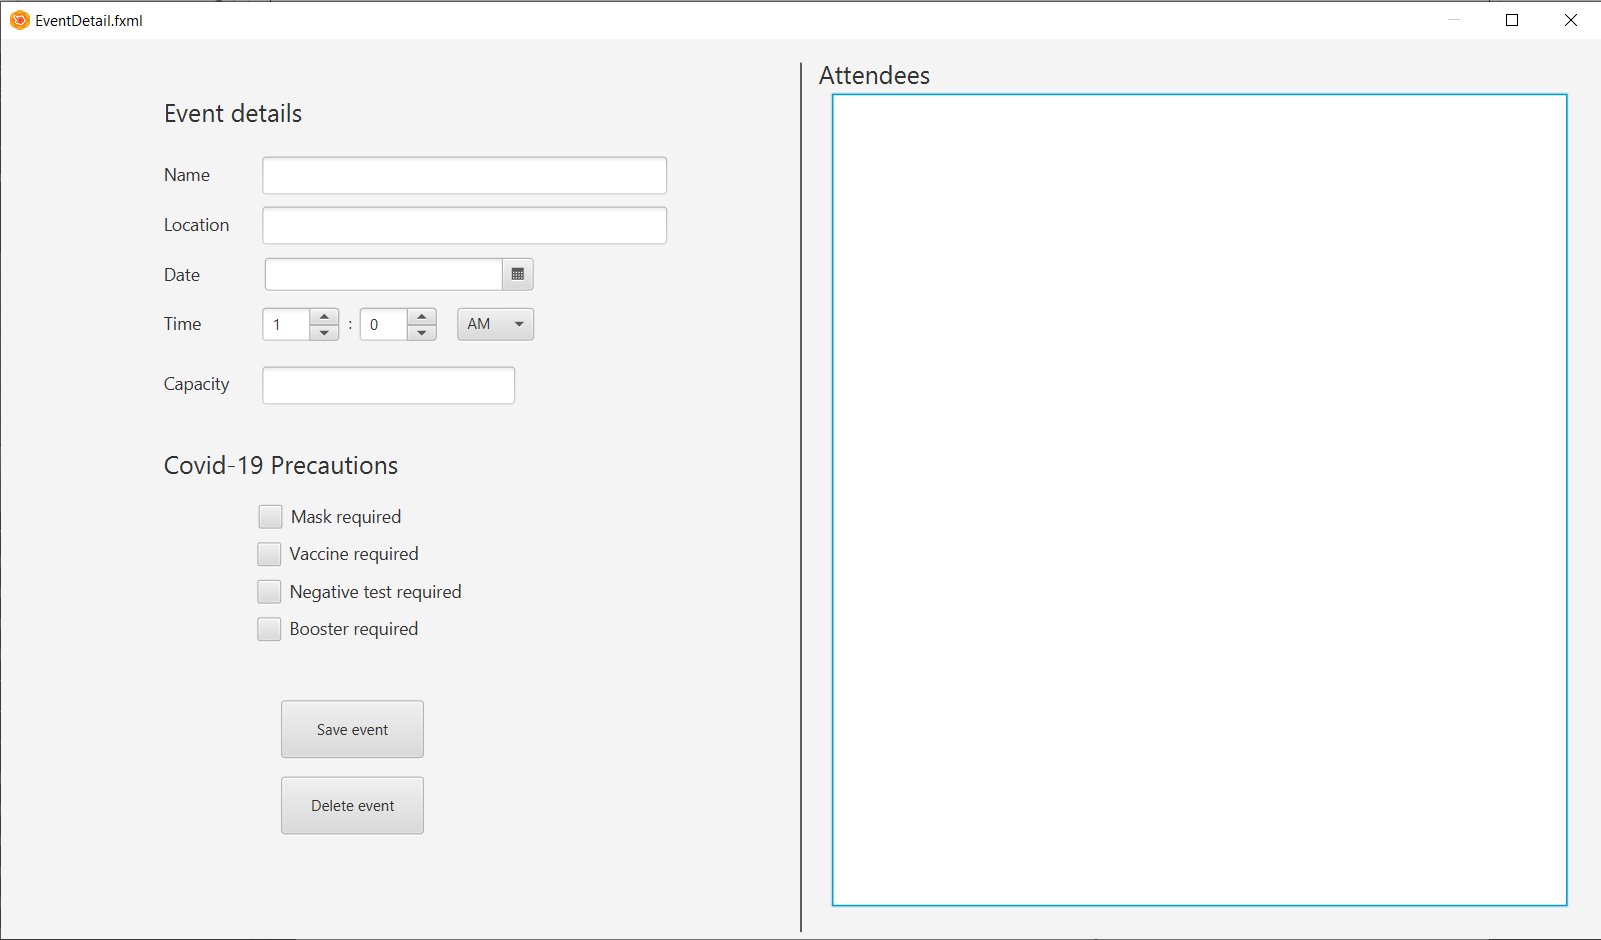 EventDetail.fxml
Event details
Name
Location
Date
Time 1 : 0 AM
Capacity
Covid-19 Precautions
Mask required
Vaccine required
Negative test required
Booster required
Save event
Delete event
Attendees